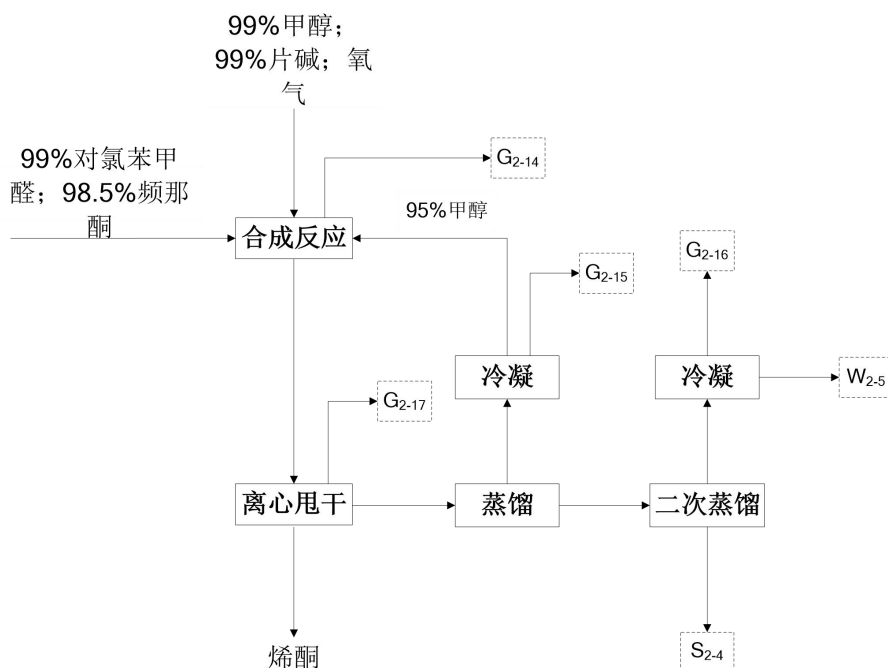 99%甲醇；
99%片碱；氧
气
99%对氯苯甲
醛；98.5%频那
酮
G2-14
95%甲醇
合成反应
G2-16
G2-15
冷凝
冷凝
W2-5
G2-17
离心甩干
蒸馏
二次蒸馏
烯酮
S2-4